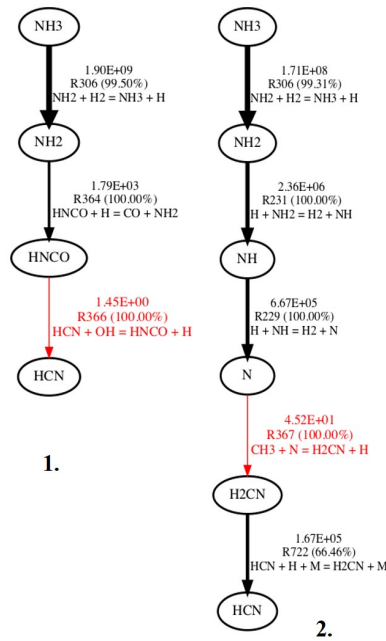 NH3
1.90E+09
R306 (99.50%)
NH2 + H2 = NH3 + H
NH2
1.79E+03
R364 (100.00%)
HNCO + H = CO + NH2
HNCO
1.45E+00
R366 (100.00%)
HCN + OH = HNCO + H
HCN
1.
NH3
1.71E+08
R306 (99.31%)
NH2 + H2 = NH3 + H
NH2
2.36E+06
R231 (100.00%)
H + NH2 = H2 + NH
NH
6.67E+05
R229 (100.00%)
H + NH = H2 + N
N
4.52E+01
R367 (100.00%)
CH3 + N = H2CN + H
H2CN
1.67E+05
R722 (66.46%)
HCN + H + M = H2CN + M
HCN
2.